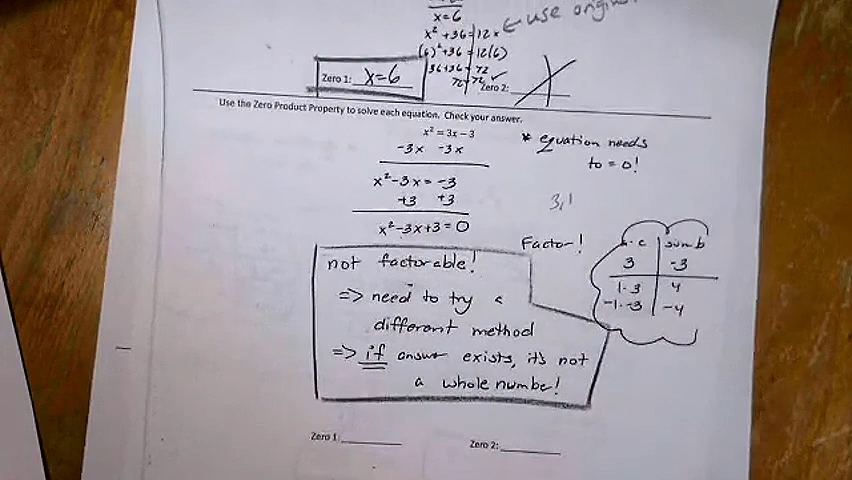 x=6
← use origin
x² +36 = 12x
(6)²+36 = 12(6)
36+36 = 72
72 = 72 ✓
Zero 1: x=6
Zero 2:
Use the Zero Product Property to solve each equation. Check your answer.
x² = 3x – 3
-3x -3x
* equation needs
to = 0!
x²-3x = -3
+3 +3
3,1
x²-3x+3 = 0
Factor!
a·c sum b
3 -3
1·3 4
-1·-3 -4
not factorable!
=> need to try a
different method
=> if answer exists, it's not
a whole number!
Zero 1:
Zero 2: